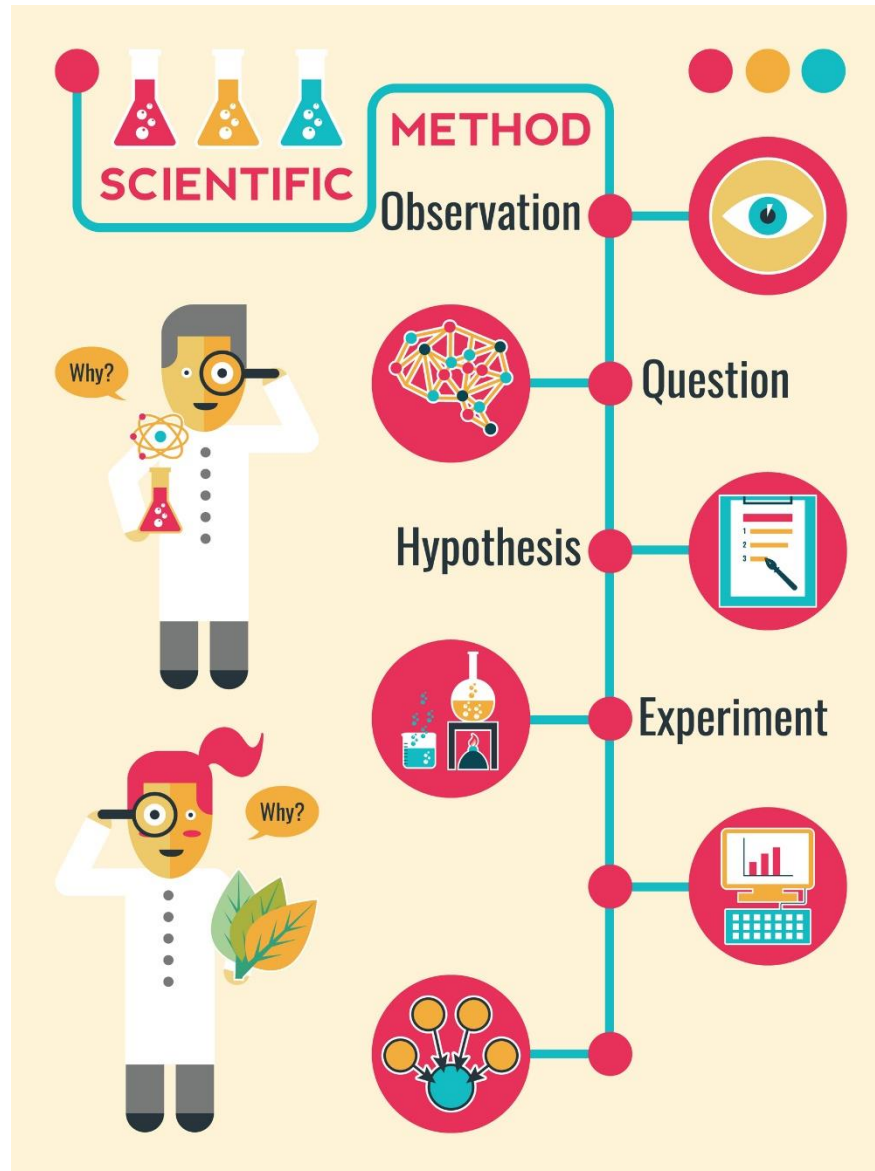 SCIENTIFIC
METHOD
Observation
Why?
Question
Hypothesis
1
2
3
Experiment
Why?